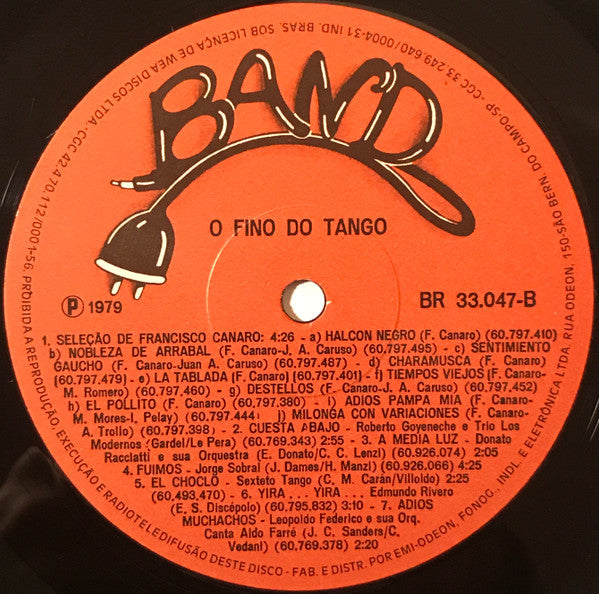 BAND
O FINO DO TANGO
P 1979
BR 33.047-B
1. SELEÇÃO DE FRANCISCO CANARO: 4:26 - a) HALCON NEGRO (F. Canaro) (60.797.410)
b) NOBLEZA DE ARRABAL (F. Canaro-J. A. Caruso) (60.797.495) - c) SENTIMIENTO
GAUCHO (F. Canaro-Juan A. Caruso) (60.797.487) - d) CHARAMUSCA (F. Canaro)
(60.797.479) - e) LA TABLADA (F. Canaro) (60.797.401) - f) TIEMPOS VIEJOS (F. Canaro-
M. Romero) (60.797.460) - g) DESTELLOS (F. Canaro-J. A. Caruso) (60.797,452)
h) EL POLLITO (F. Canaro) (60.797.380) - i) ADIOS PAMPA MIA (F. Canaro-
M. Mores-I, Pelay) (60.797.444) j) MILONGA CON VARIACIONES (F. Canaro-
A. Trollo) (60.797.398) - 2. CUESTA ABAJO - Roberto Goyeneche e Trio Los
Modernos (Gardel/Le Pera) (60.769.343) 2:55 - 3. A MEDIA LUZ - Donato
Racclatti e sua Orquestra (E. Donato/C. C. Lenzl) (60.926.074) 2:05
4. FUIMOS - Jorge Sobral (J. Dames/H. Manzl) (60.926.066) 4:25
5. EL CHOCLO - Sexteto Tango (C. M. Carán/Villoldo) 2:25
(60.493,470) - 6. YIRA . . . YIRA . . . Edmundo Rivero
(E. S. Discépolo) (60.795.832) 3:10 - 7. ADIOS
MUCHACHOS - Leopoldo Federico e sua Orq.
Canta Aldo Farré (J. C. Sanders/C.
Vedani) (60.769.378) 2:20
PROIBIDA A REPRODUÇÃO, EXECUÇÃO E RADIOTELEDIFUSÃO DESTE DISCO - FAB. E DISTR. POR EMI-ODEON, FONOG., INDL. E ELETRÔNICA LTDA, RUA ODEON, 150-SÃO BERN. DO CAMPO-SP - CGC 33.249.640/0004-31 IND. BRAS. SOB LICENÇA DE WEA DISCOS LTDA. - CGC 42.470.112/0001-56.